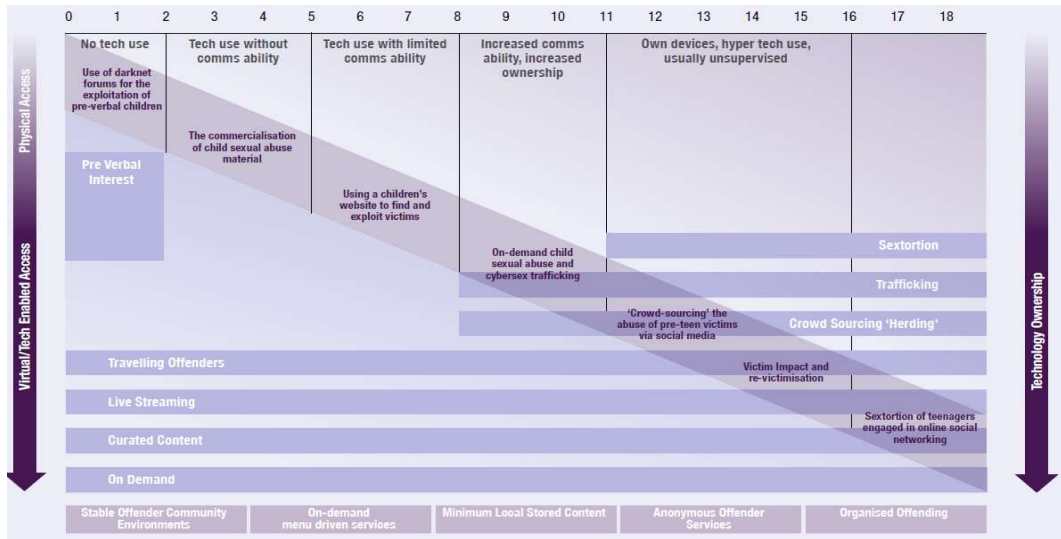 0 1 2 3 4 5 6 7 8 9 10 11 12 13 14 15 16 17 18
No tech use
Tech use without
comms ability
Tech use with limited
comms ability
Increased comms
ability, increased
ownership
Own devices, hyper tech use,
usually unsupervised
Physical Access
Virtual/Tech Enabled Access
Technology Ownership
Use of darknet
forums for the
exploitation of
pre-verbal children
The commercialisation
of child sexual abuse
material
Pre Verbal
Interest
Using a children's
website to find and
exploit victims
On-demand child
sexual abuse and
cybersex trafficking
Sextortion
Trafficking
'Crowd-sourcing' the
abuse of pre-teen victims
via social media
Crowd Sourcing 'Herding'
Travelling Offenders
Victim Impact and
re-victimisation
Live Streaming
Sextortion of teenagers
engaged in online social
networking
Curated Content
On Demand
Stable Offender Community
Environments
On-demand
menu driven services
Minimum Local Stored Content
Anonymous Offender
Services
Organised Offending